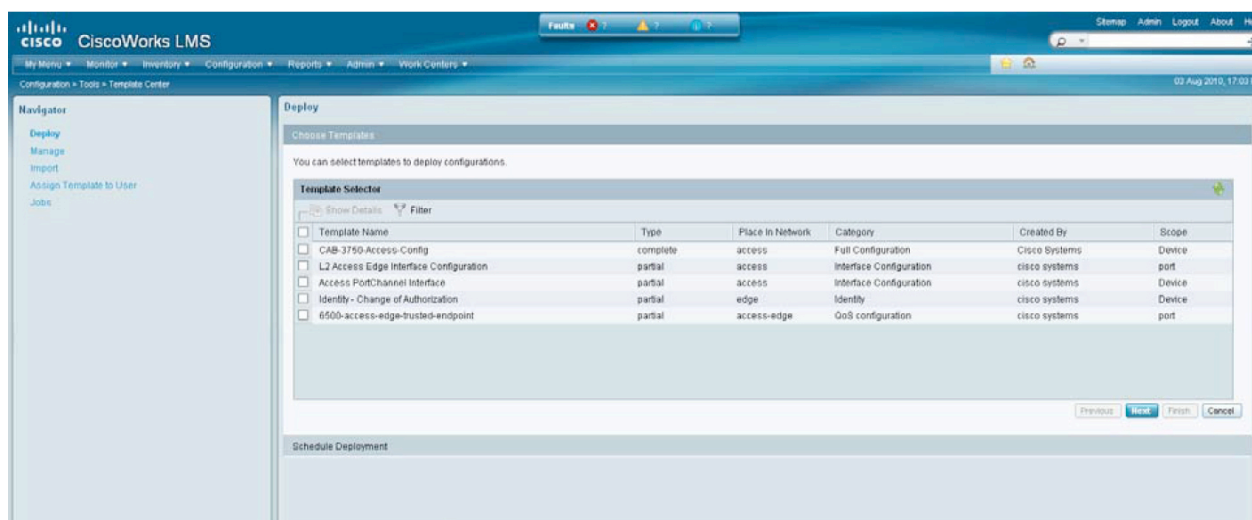 Faults ? ? ?
Sitemap Admin Logout About
CISCO CiscoWorks LMS
My Menu Monitor Inventory Configuration Reports Admin Work Centers
Configuration > Tools > Template Center
03 Aug 2010, 17:03
Navigator
Deploy
Manage
Import
Assign Template to User
Jobs
Deploy
Choose Templates
You can select templates to deploy configurations.
Template Selector
Show Details Filter
Template Name Type Place In Network Category Created By Scope
CAB-3750-Access-Config complete access Full Configuration Cisco Systems Device
L2 Access Edge Interface Configuration partial access Interface Configuration cisco systems port
Access PortChannel Interface partial access Interface Configuration cisco systems Device
Identity - Change of Authorization partial edge Identity cisco systems Device
6500-access-edge-trusted-endpoint partial access-edge QoS configuration cisco systems port
Previous Next Finish Cancel
Schedule Deployment